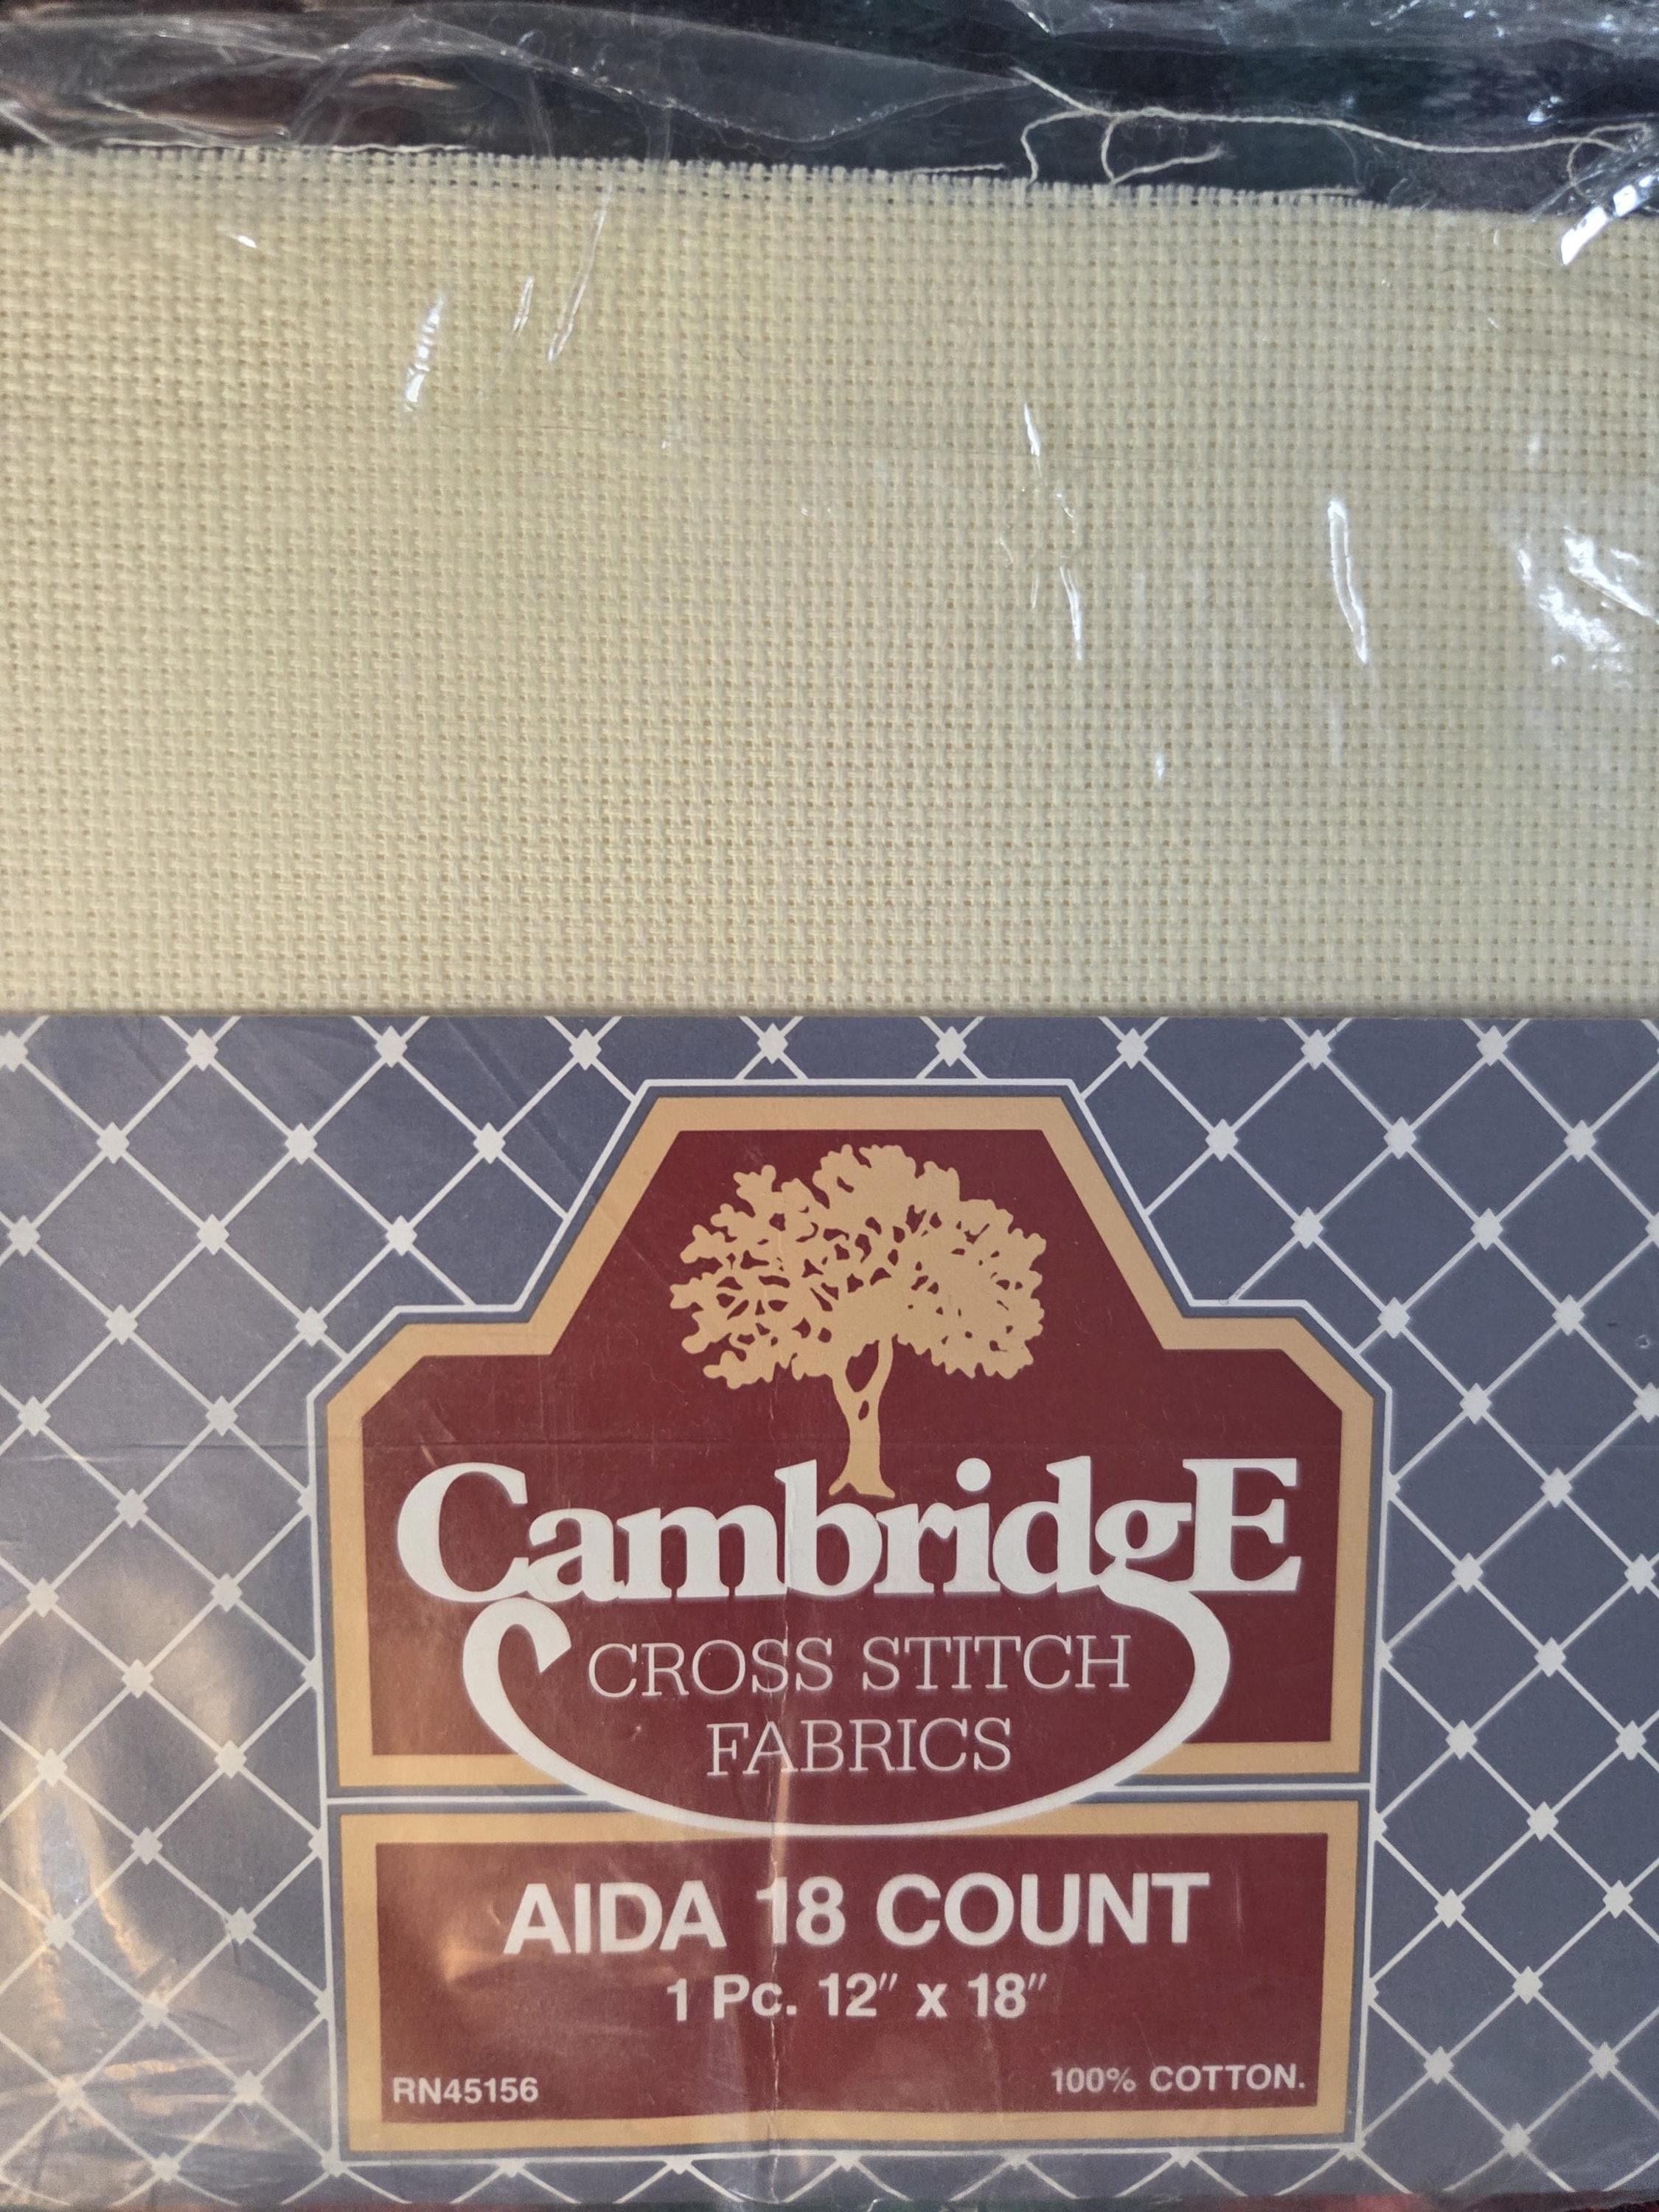 CambridgE
CROSS STITCH
FABRICS
AIDA 18 COUNT
1 Pc. 12" x 18"
RN45156
100% COTTON.